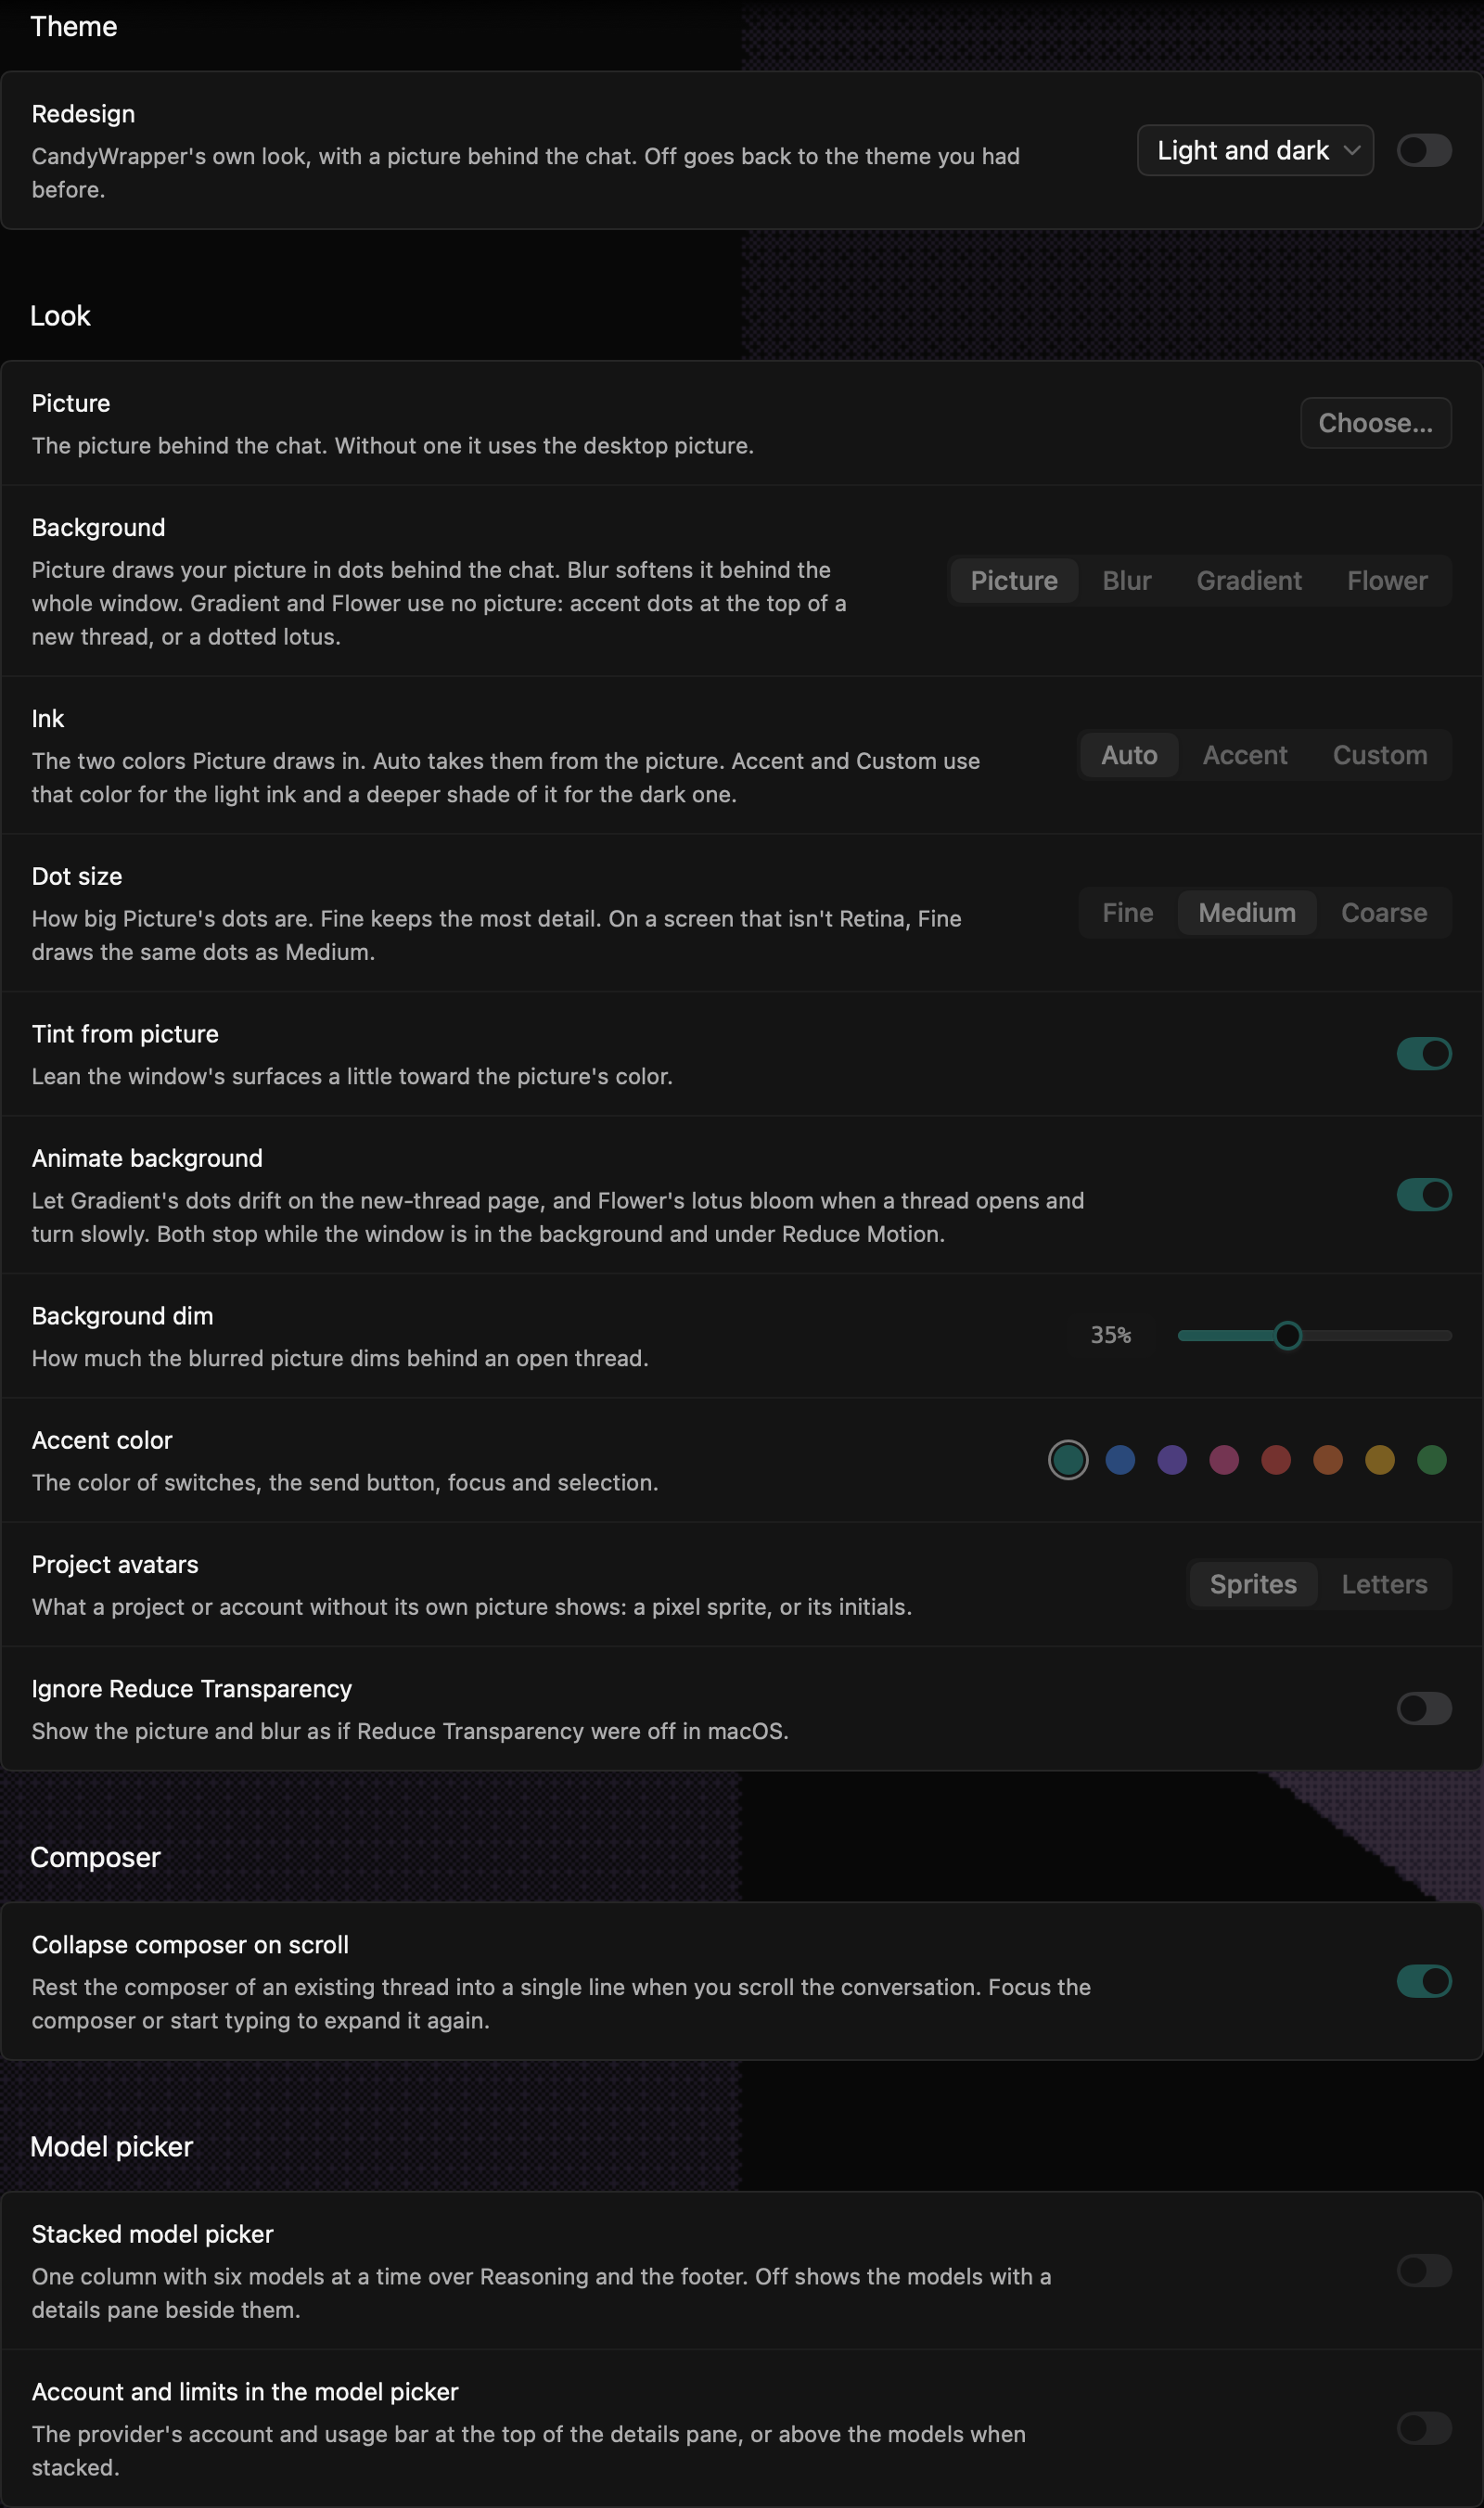 Theme
Redesign
CandyWrapper's own look, with a picture behind the chat. Off goes back to the theme you had
before.
Light and dark
Look
Picture
The picture behind the chat. Without one it uses the desktop picture.
Choose...
Background
Picture draws your picture in dots behind the chat. Blur softens it behind the
whole window. Gradient and Flower use no picture: accent dots at the top of a
new thread, or a dotted lotus.
Picture Blur Gradient Flower
Ink
The two colors Picture draws in. Auto takes them from the picture. Accent and Custom use
that color for the light ink and a deeper shade of it for the dark one.
Auto Accent Custom
Dot size
How big Picture's dots are. Fine keeps the most detail. On a screen that isn't Retina, Fine
draws the same dots as Medium.
Fine Medium Coarse
Tint from picture
Lean the window's surfaces a little toward the picture's color.
Animate background
Let Gradient's dots drift on the new-thread page, and Flower's lotus bloom when a thread opens and
turn slowly. Both stop while the window is in the background and under Reduce Motion.
Background dim
How much the blurred picture dims behind an open thread.
35%
Accent color
The color of switches, the send button, focus and selection.
Project avatars
What a project or account without its own picture shows: a pixel sprite, or its initials.
Sprites Letters
Ignore Reduce Transparency
Show the picture and blur as if Reduce Transparency were off in macOS.
Composer
Collapse composer on scroll
Rest the composer of an existing thread into a single line when you scroll the conversation. Focus the
composer or start typing to expand it again.
Model picker
Stacked model picker
One column with six models at a time over Reasoning and the footer. Off shows the models with a
details pane beside them.
Account and limits in the model picker
The provider's account and usage bar at the top of the details pane, or above the models when
stacked.